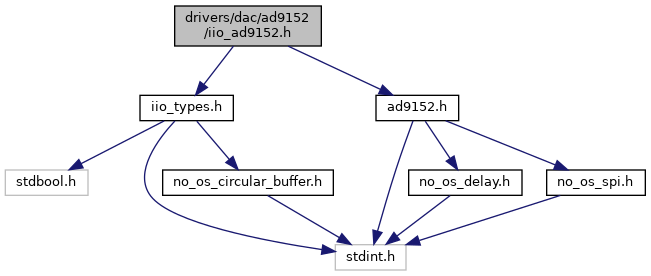 drivers/dac/ad9152
/iio_ad9152.h
iio_types.h
ad9152.h
stdbool.h
no_os_circular_buffer.h
no_os_delay.h
no_os_spi.h
stdint.h